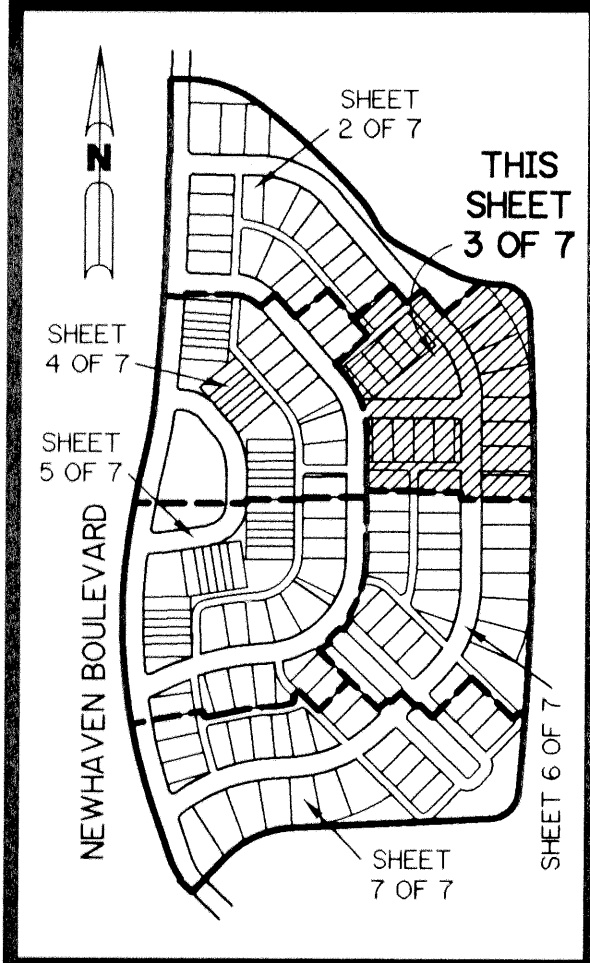 SHEET
2 OF 7
N
THIS
SHEET
3 OF 7
SHEET
4 OF 7
SHEET
5 OF 7
NEWHAVEN BOULEVARD
SHEET 6 OF 7
SHEET
7 OF 7